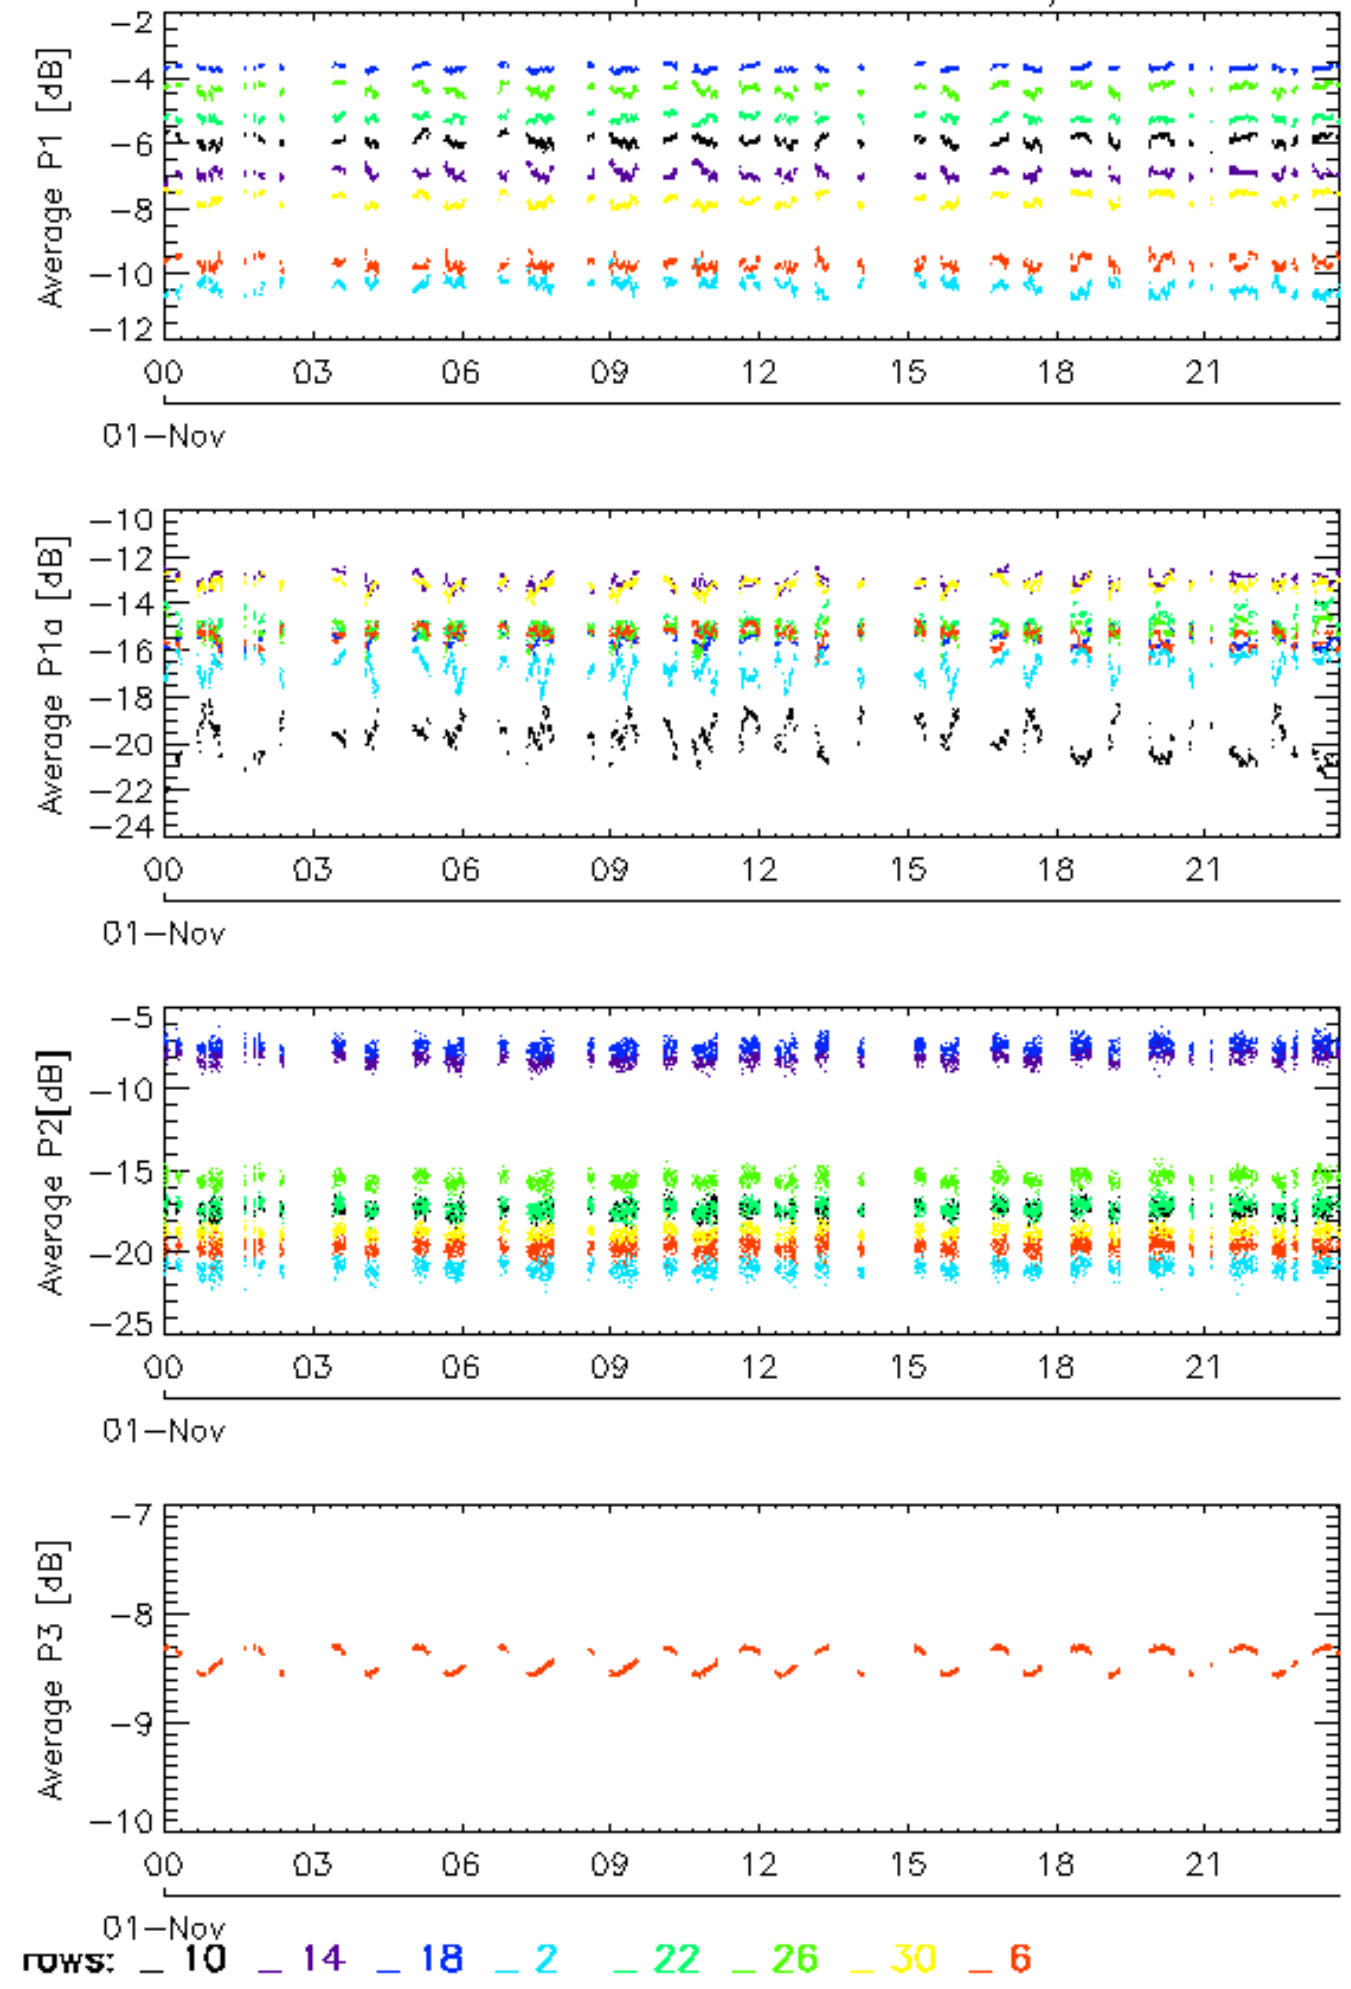 −2
−4
−6
−8
−10
−12
Average P1 [dB]
00 03 06 09 12 15 18 21
01−Nov
−10
−12
−14
−16
−18
−20
−22
−24
Average P1a [dB]
00 03 06 09 12 15 18 21
01−Nov
−5
−10
−15
−20
−25
Average P2[dB]
00 03 06 09 12 15 18 21
01−Nov
−7
−8
−9
−10
Average P3 [dB]
00 03 06 09 12 15 18 21
01−Nov
rows: _ 10 _ 14 _ 18 _ 2 _ 22 _ 26 _ 30 _ 6